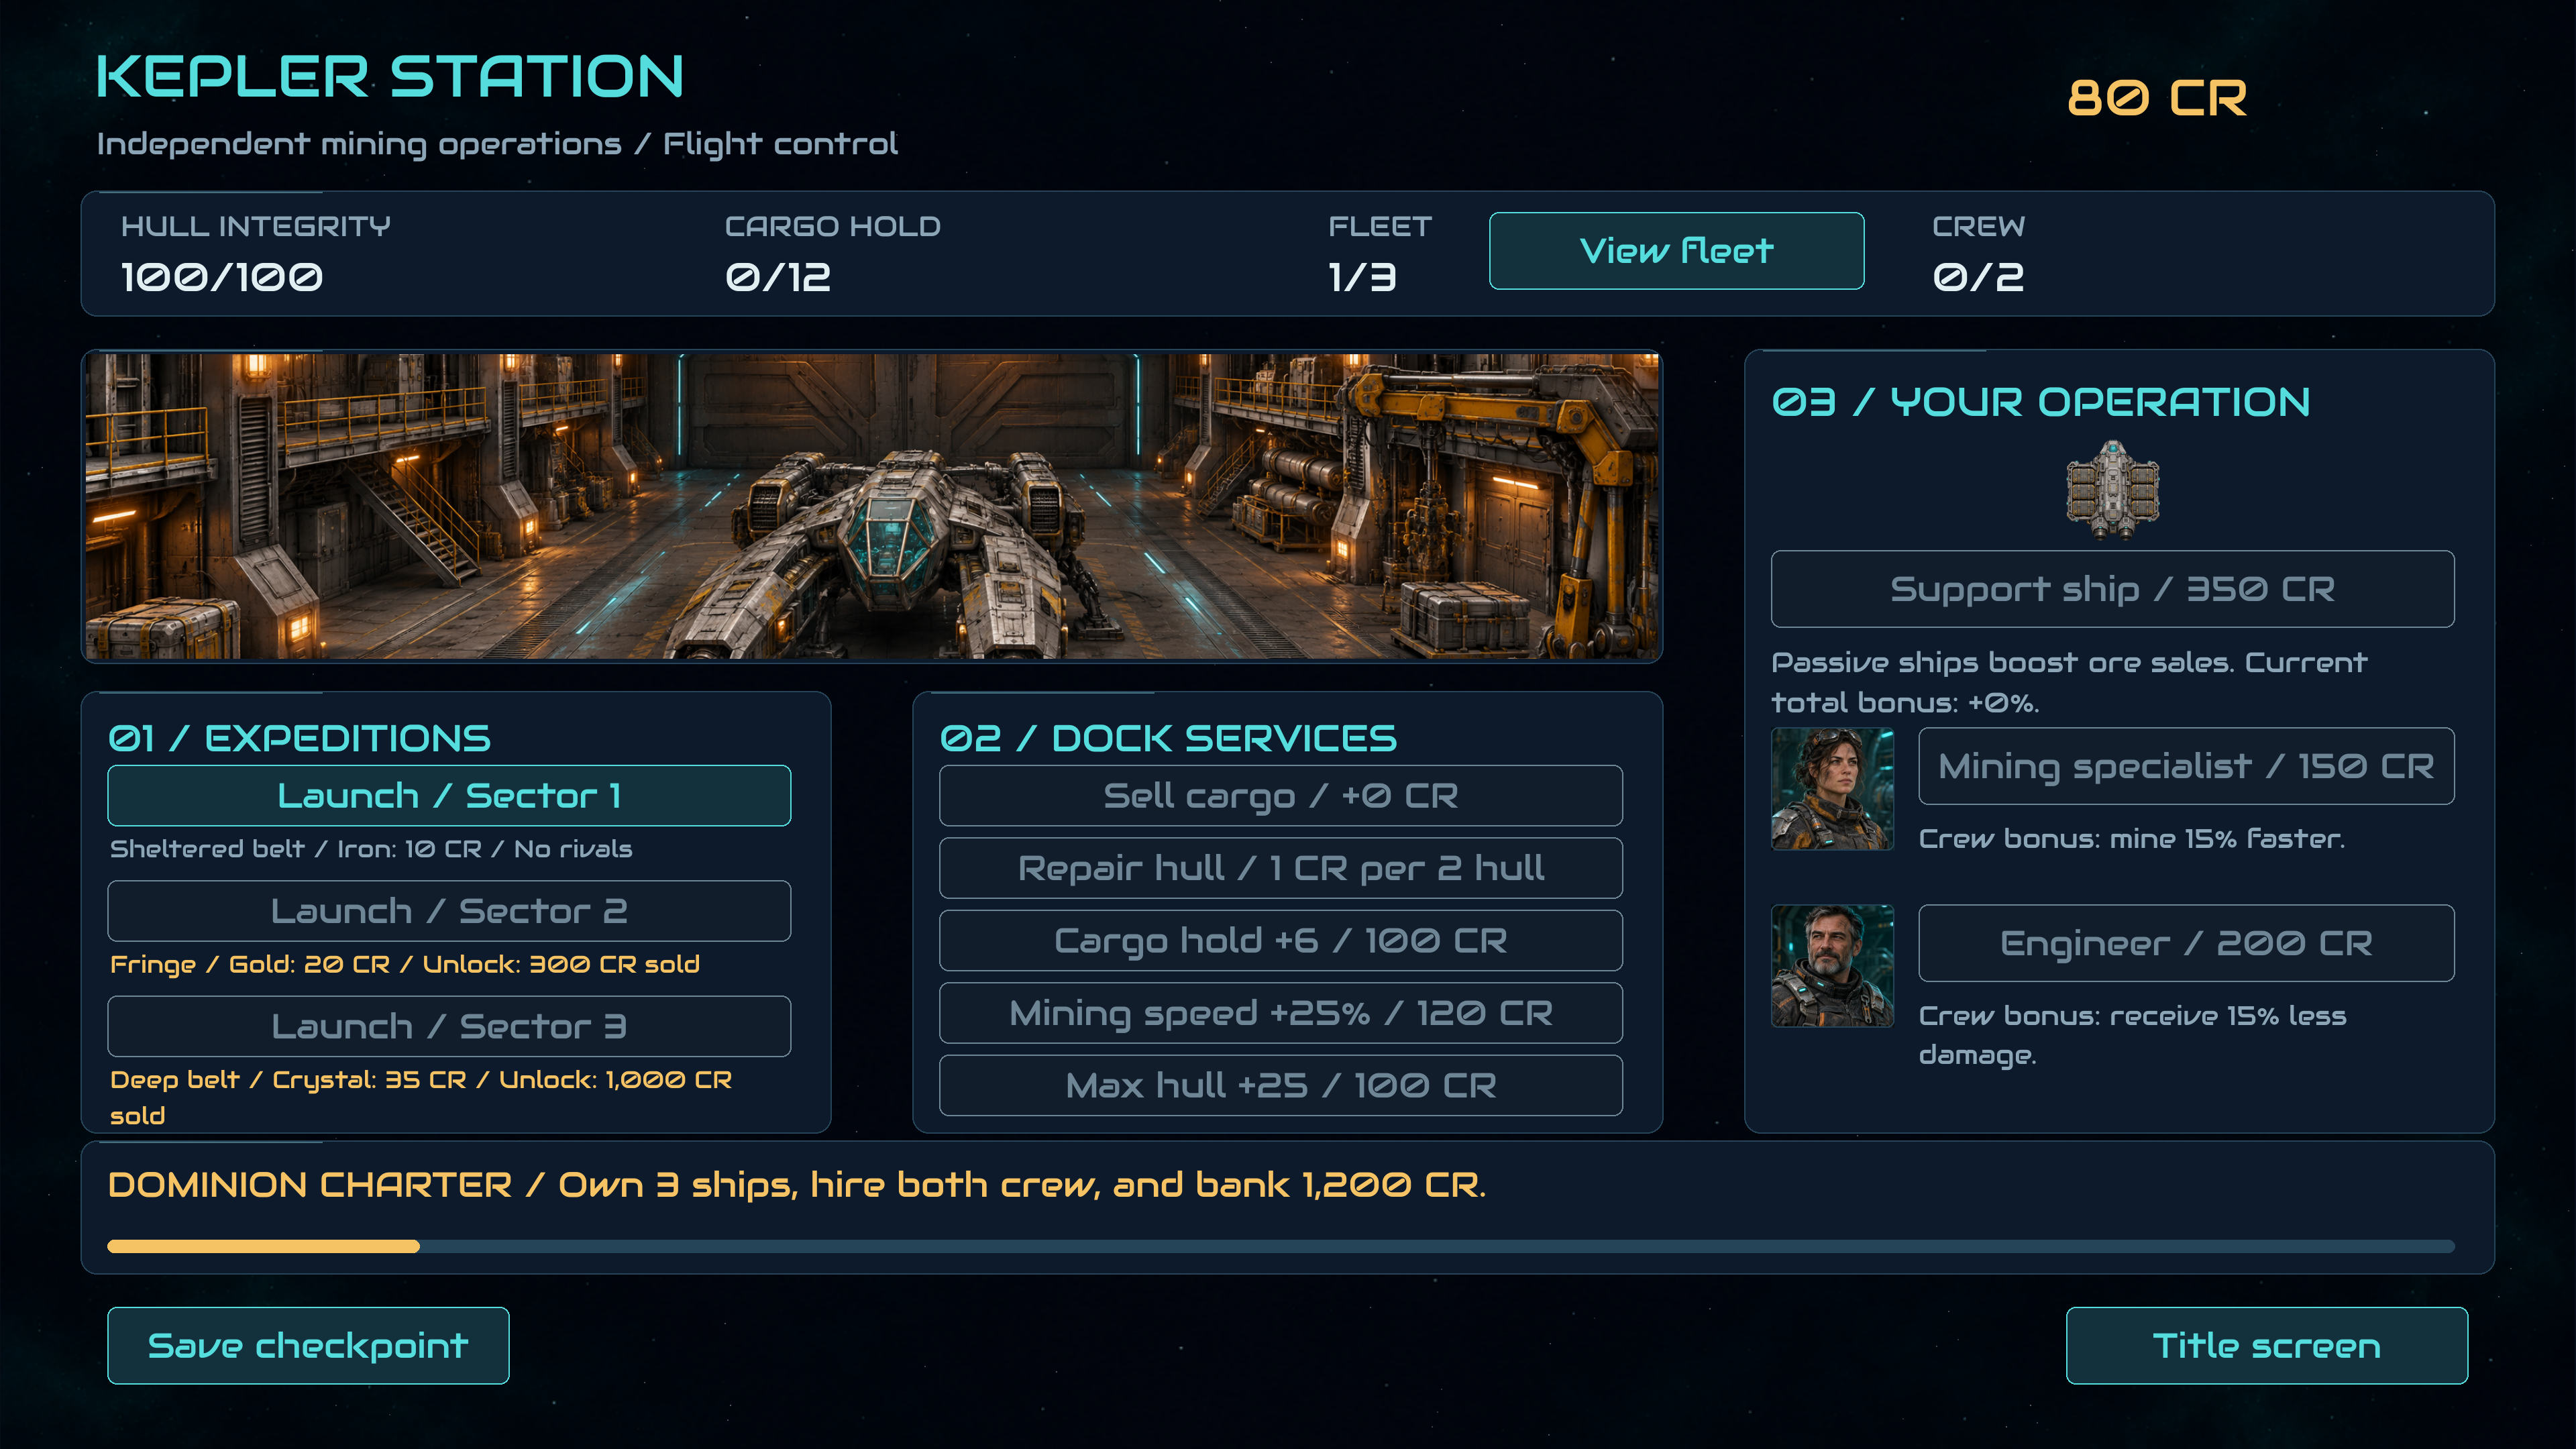 KEPLER STATION
Independent mining operations / Flight control
80 CR
HULL INTEGRITY
100/100
CARGO HOLD
0/12
FLEET
1/3
View fleet
CREW
0/2
01 / EXPEDITIONS
Launch / Sector 1
Sheltered belt / Iron: 10 CR / No rivals
Launch / Sector 2
Fringe / Gold: 20 CR / Unlock: 300 CR sold
Launch / Sector 3
Deep belt / Crystal: 35 CR / Unlock: 1,000 CR
sold
02 / DOCK SERVICES
Sell cargo / +0 CR
Repair hull / 1 CR per 2 hull
Cargo hold +6 / 100 CR
Mining speed +25% / 120 CR
Max hull +25 / 100 CR
03 / YOUR OPERATION
Support ship / 350 CR
Passive ships boost ore sales. Current
total bonus: +0%.
Mining specialist / 150 CR
Crew bonus: mine 15% faster.
Engineer / 200 CR
Crew bonus: receive 15% less
damage.
DOMINION CHARTER / Own 3 ships, hire both crew, and bank 1,200 CR.
Save checkpoint
Title screen